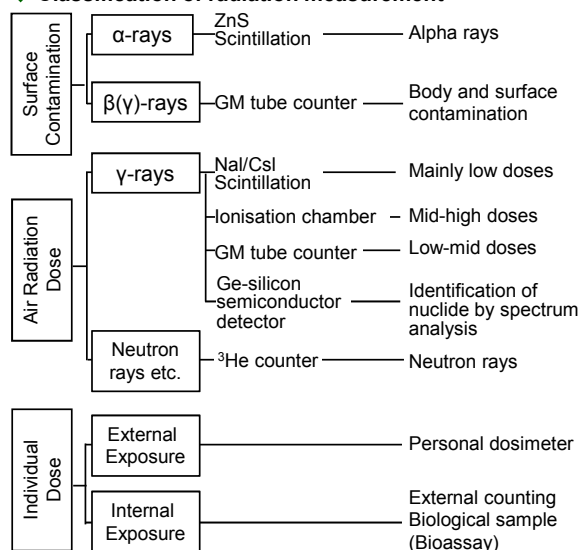 Classification of radiation measurement
Surface
Contamination
α-rays
ZnS
Scintillation
Alpha rays
β(γ)-rays
GM tube counter
Body and surface
contamination
Air Radiation
Dose
γ-rays
NaI/CsI
Scintillation
Mainly low doses
Ionisation chamber
Mid-high doses
GM tube counter
Low-mid doses
Ge-silicon
semiconductor
detector
Identification of
nuclide by spectrum
analysis
Neutron
rays etc.
³He counter
Neutron rays
Individual
Dose
External
Exposure
Personal dosimeter
Internal
Exposure
External counting
Biological sample
(Bioassay)